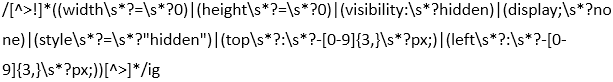 /[^>!]*((width\s*?=\s*?0)|(height\s*?=\s*?0)|(visibility:\s*?hidden)|(display;\s*?no
ne)|(style\s*?=\s*?"hidden")|(top\s*?:\s*?-[0-9]{3,}\s*?px;)|(left\s*?:\s*?-[0-
9]{3,}\s*?px;))[^>]*/ig